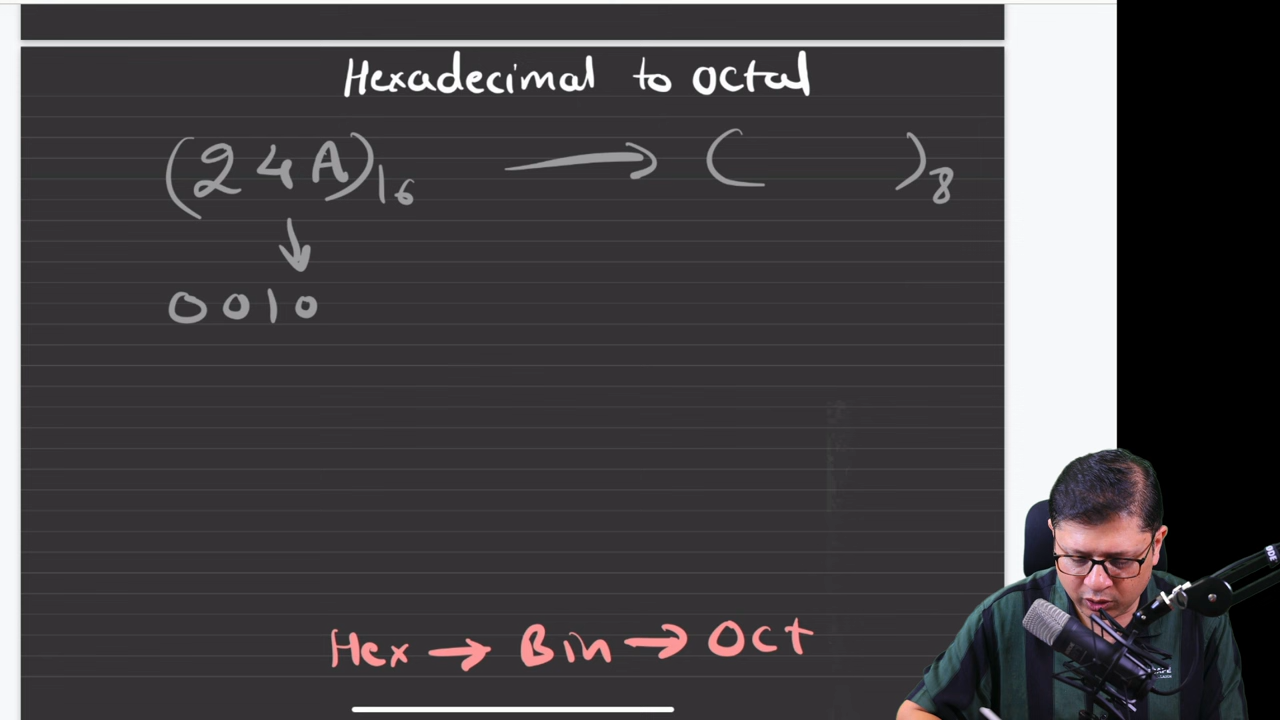 Hexadecimal to Octal
(24A)16 → ( )8
↓
0010
Hex → Bin → Oct